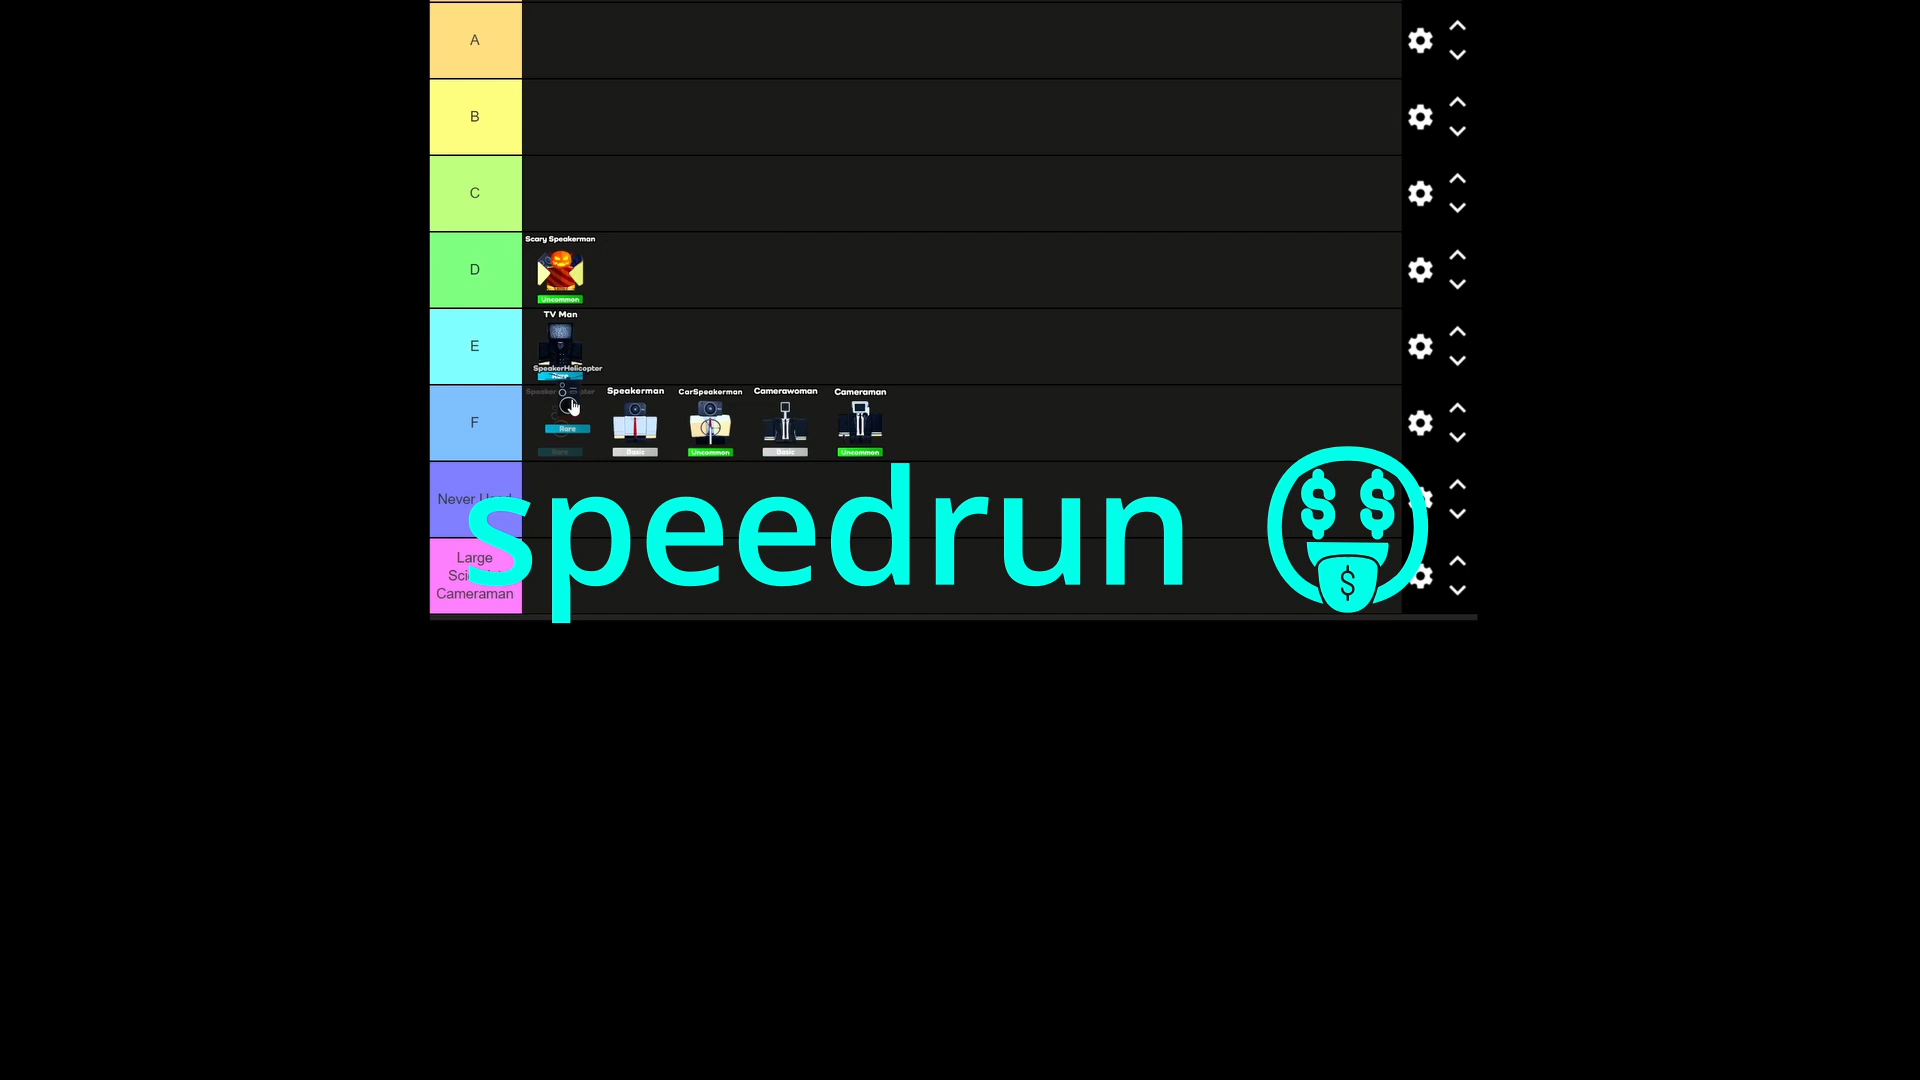 A
B
C
D
Scary Speakerman
Uncommon
E
TV Man
SpeakerHelicopter
Rare
F
Speakerman
CarSpeakerman
Camerawoman
Cameraman
Rare
Basic
Uncommon
Basic
Uncommon
Never
speedrun
$ $
$
Large
Cameraman